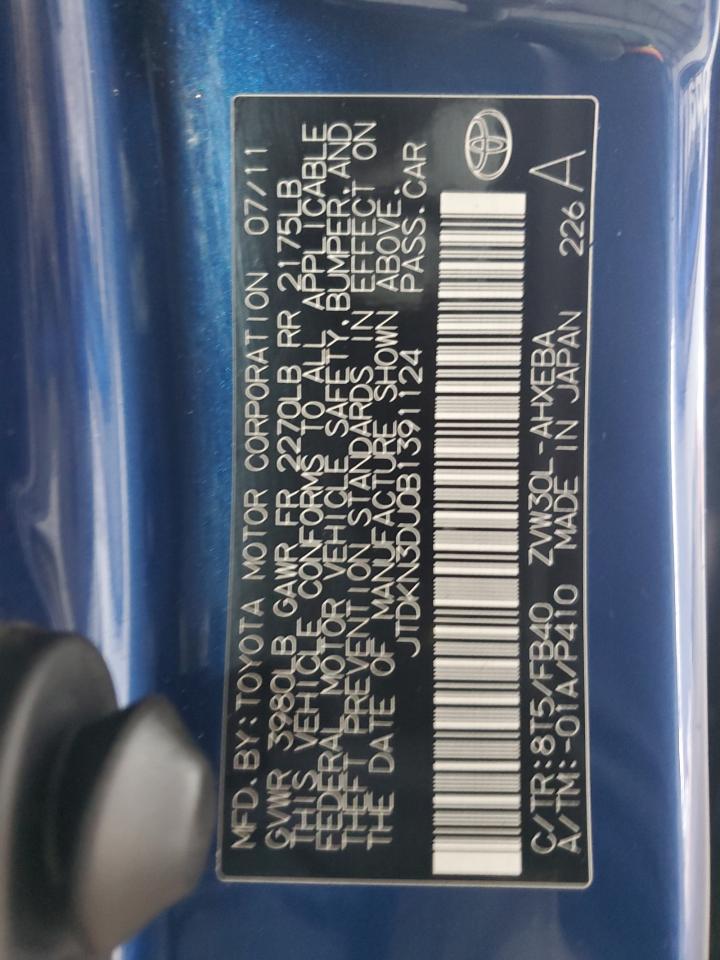 MFD.BY:TOYOTA MOTOR CORPORATION 07/11
GVWR 3980LB GAWR FR 2270LB RR 2175LB
THIS VEHICLE CONFORMS TO ALL APPLICABLE
FEDERAL MOTOR VEHICLE SAFETY,BUMPER,AND
THEFT PREVENTION STANDARDS IN EFFECT ON
THE DATE OF MANUFACTURE SHOWN ABOVE.
JTDKN3DU0B1391124 PASS.CAR
C/TR:8T5/FB40 ZVW30L-AHXEBA
A/TM:-01A/P410 MADE IN JAPAN 226 A